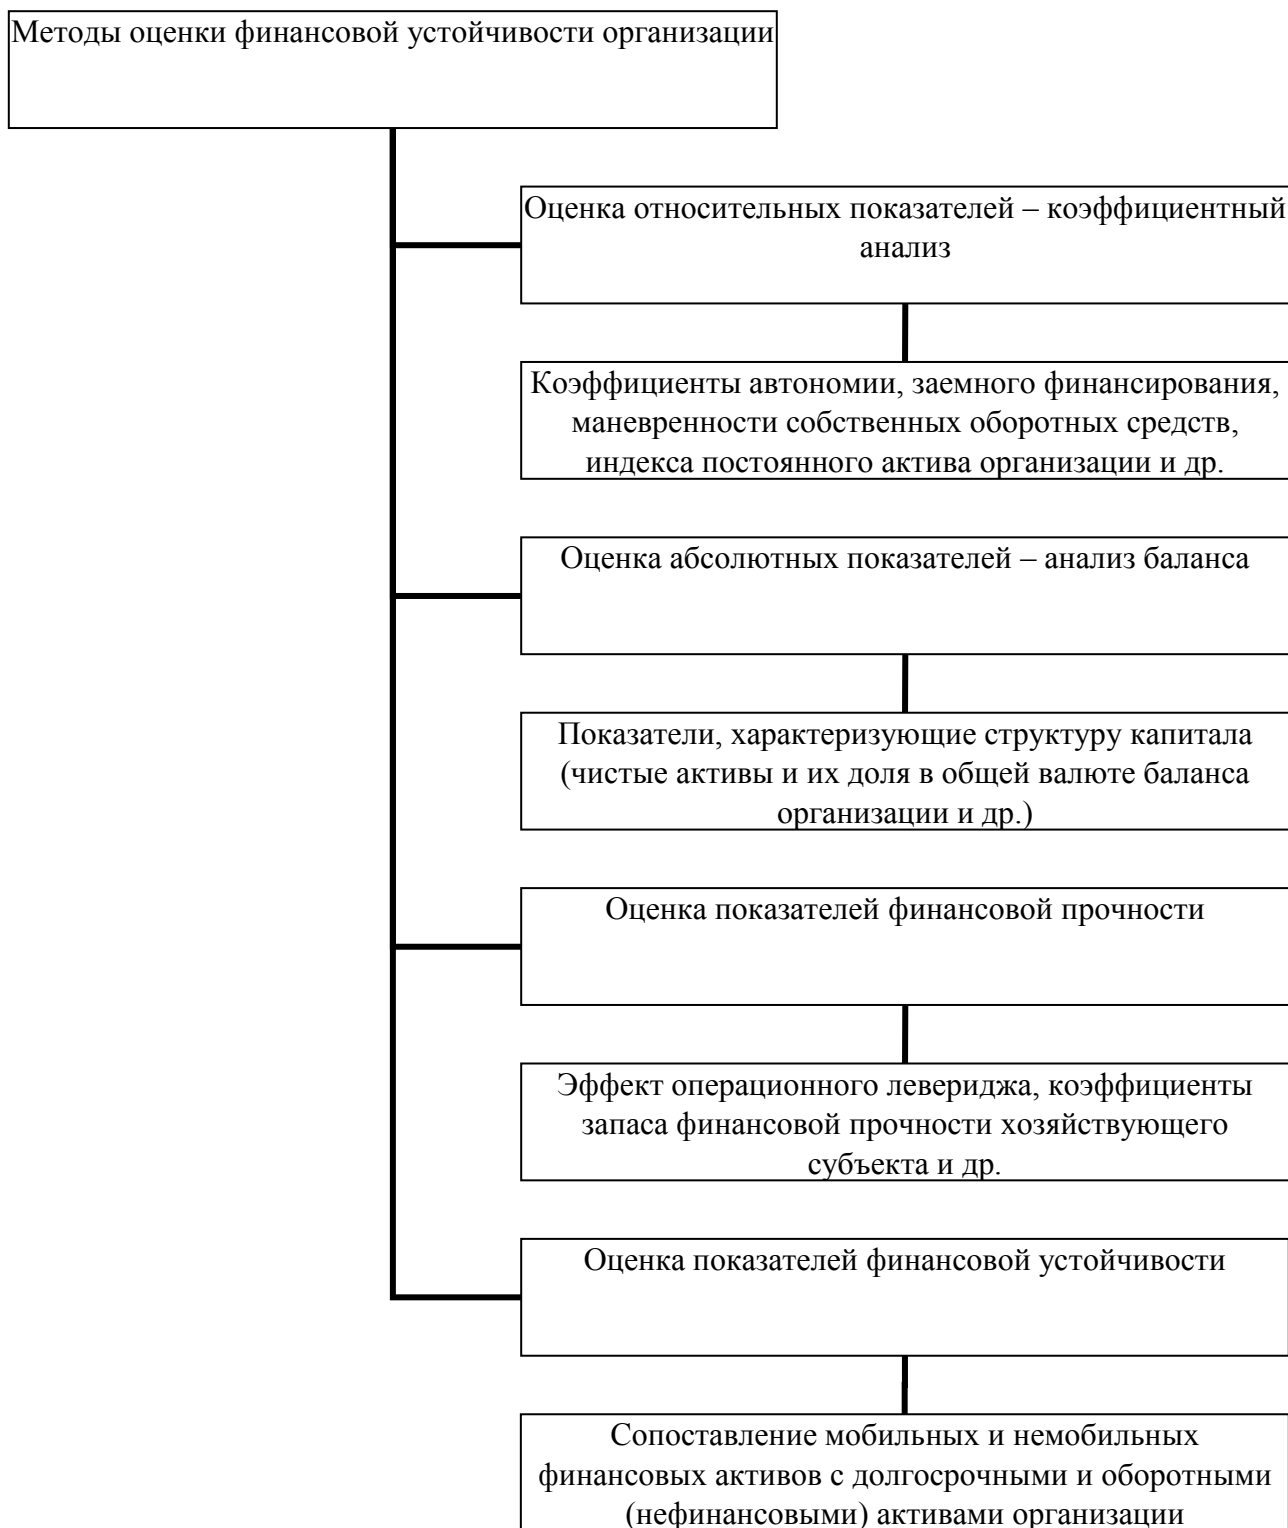 Методы оценки финансовой устойчивости организации
Оценка относительных показателей – коэффициентный
анализ
Коэффициенты автономии, заемного финансирования,
маневренности собственных оборотных средств,
индекса постоянного актива организации и др.
Оценка абсолютных показателей – анализ баланса
Показатели, характеризующие структуру капитала
(чистые активы и их доля в общей валюте баланса
организации и др.)
Оценка показателей финансовой прочности
Эффект операционного левериджа, коэффициенты
запаса финансовой прочности хозяйствующего
субъекта и др.
Оценка показателей финансовой устойчивости
Сопоставление мобильных и немобильных
финансовых активов с долгосрочными и оборотными
(нефинансовыми) активами организации